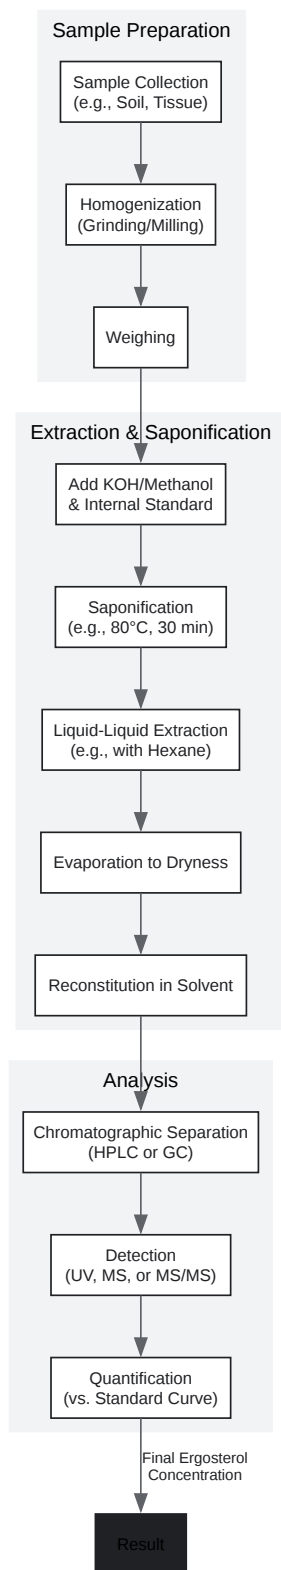 Sample Preparation
Sample Collection
(e.g., Soil, Tissue)
Homogenization
(Grinding/Milling)
Weighing
Extraction & Saponification
Add KOH/Methanol
& Internal Standard
Saponification
(e.g., 80°C, 30 min)
Liquid-Liquid Extraction
(e.g., with Hexane)
Evaporation to Dryness
Reconstitution in Solvent
Analysis
Chromatographic Separation
(HPLC or GC)
Detection
(UV, MS, or MS/MS)
Quantification
(vs. Standard Curve)
Final Ergosterol
Concentration
Result